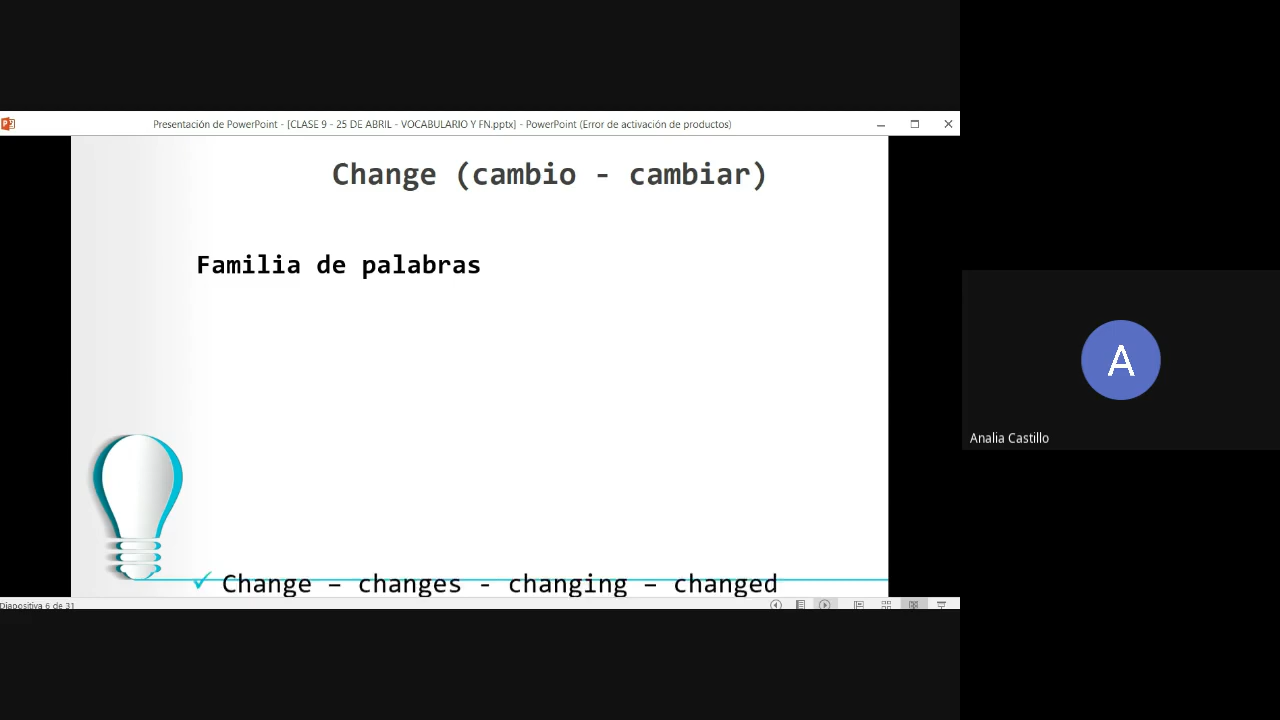 Presentación de PowerPoint - [CLASE 9 - 25 DE ABRIL - VOCABULARIO Y FN.pptx] - PowerPoint (Error de activación de productos)
Change (cambio - cambiar)
Familia de palabras
✓ Change – changes - changing – changed
Diapositiva 6 de 31
A
Analia Castillo